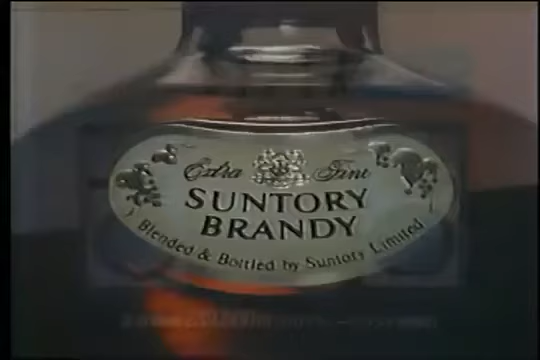 Extra Fine
SUNTORY
BRANDY
Blended & Bottled by Suntory Limited